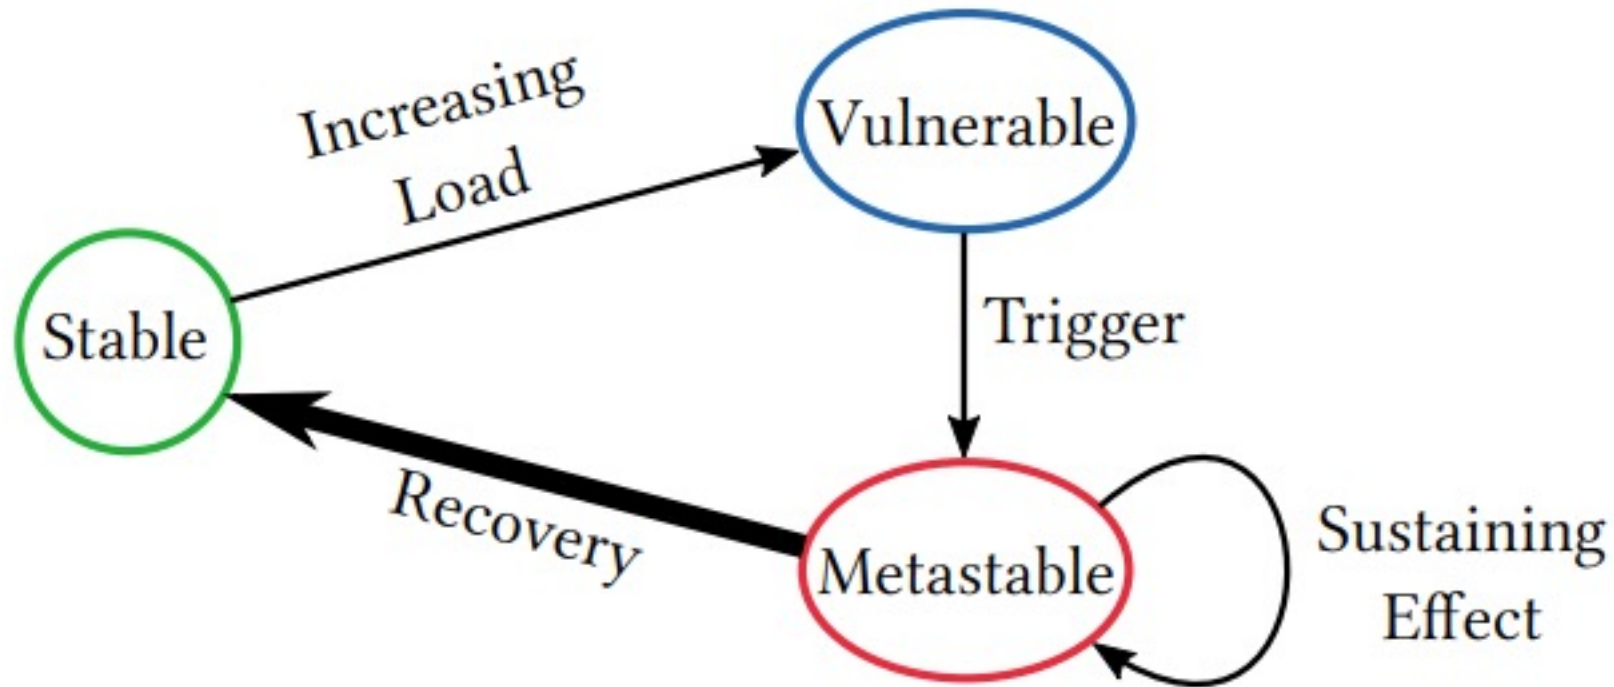 Increasing
Load
Vulnerable
Stable
Trigger
Recovery
Metastable
Sustaining
Effect